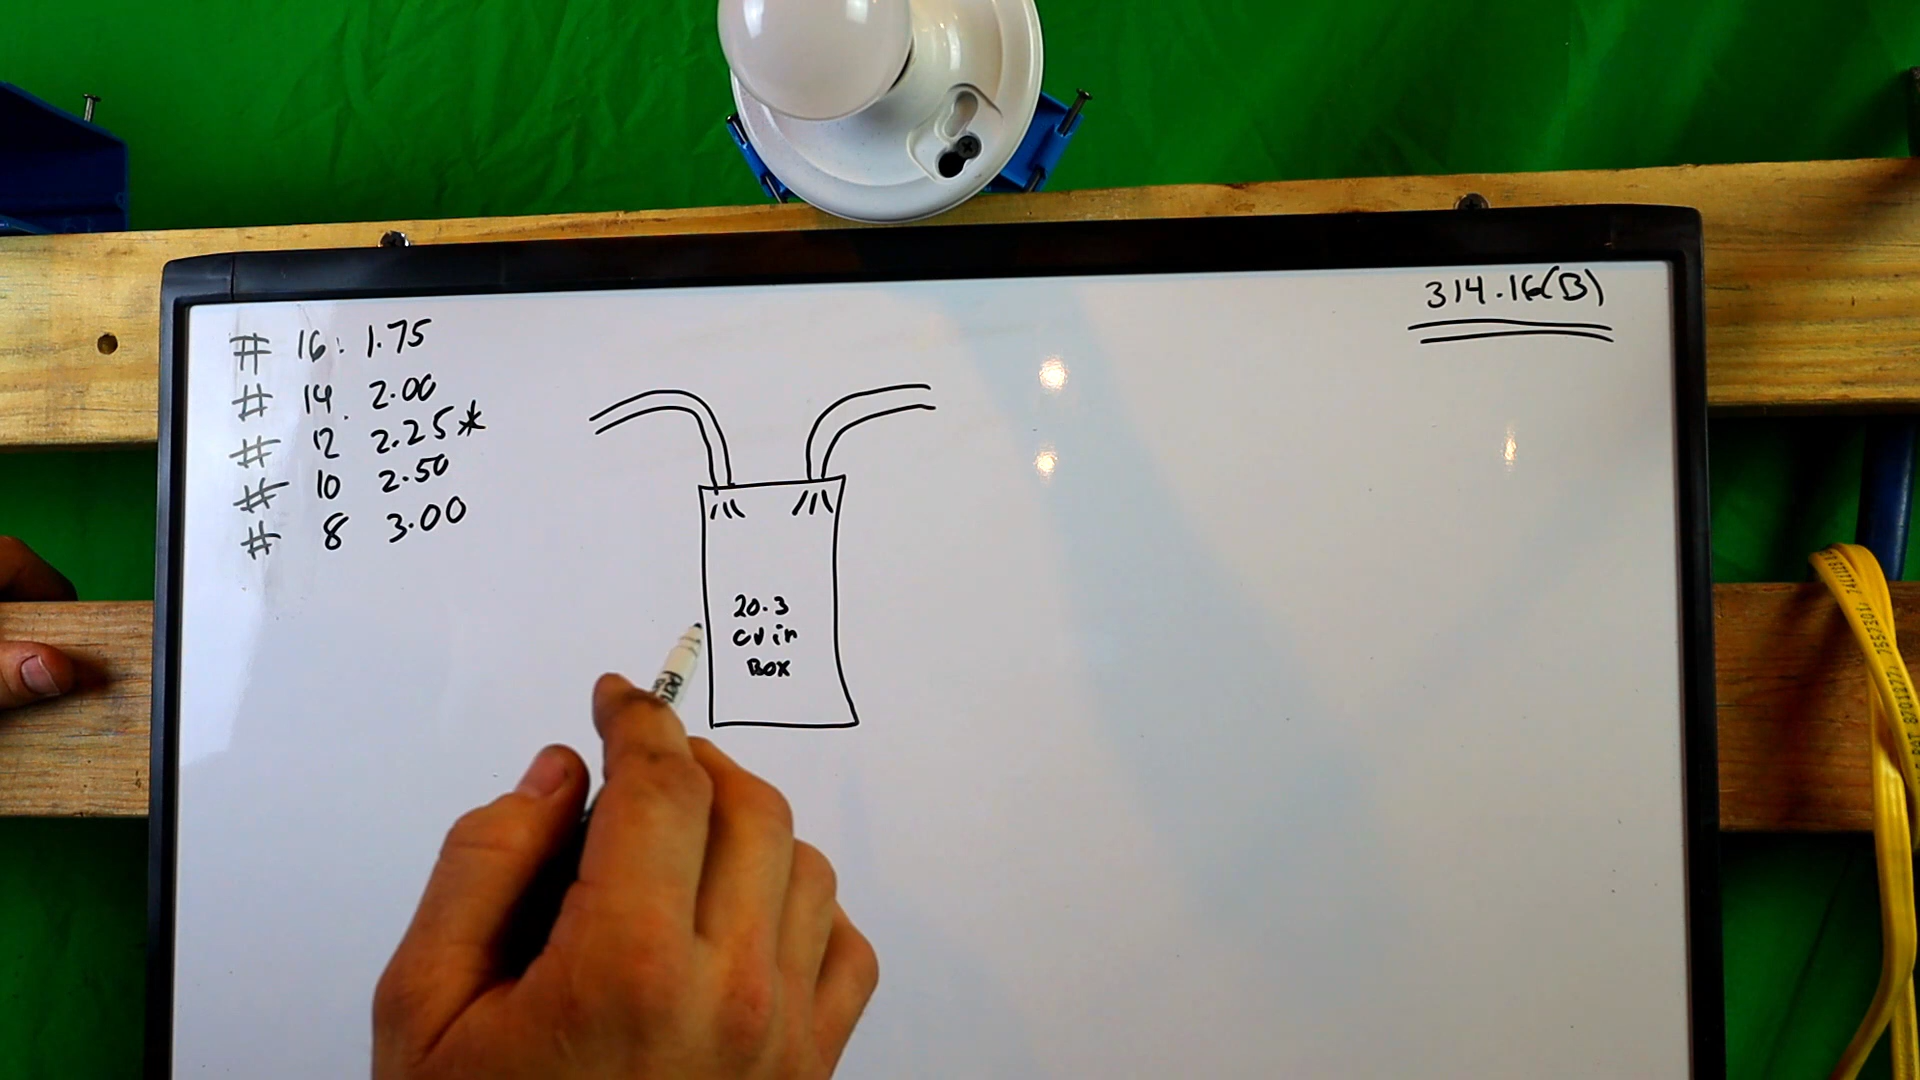 314.16(B)
# 16. 1.75
# 14 2.00
# 12 2.25*
# 10 2.50
# 8 3.00
20.3
cu in
Box